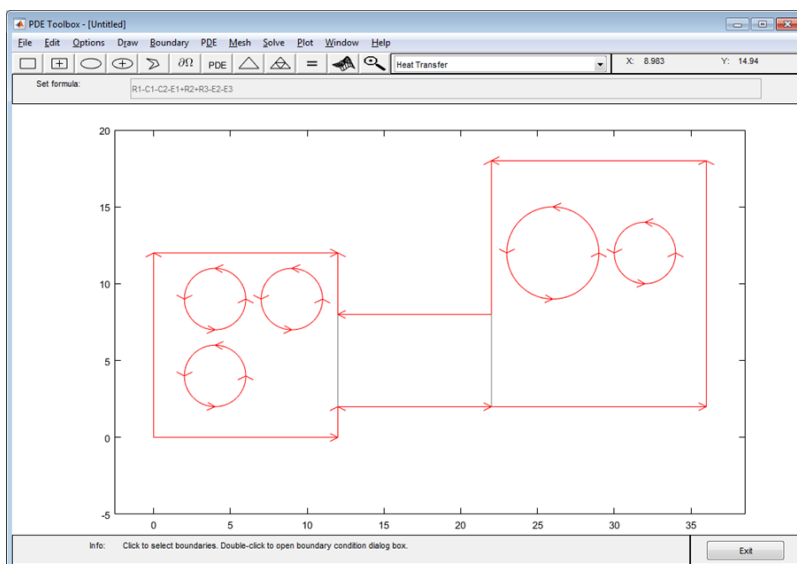 PDE Toolbox - [Untitled]
File Edit Options Draw Boundary PDE Mesh Solve Plot Window Help
∂Ω PDE = Heat Transfer X: 8.983 Y: 14.94
Set formula: R1-C1-C2-E1+R2+R3-E2-E3
20
15
10
5
0
-5
0 5 10 15 20 25 30 35
Info: Click to select boundaries. Double-click to open boundary condition dialog box. Exit